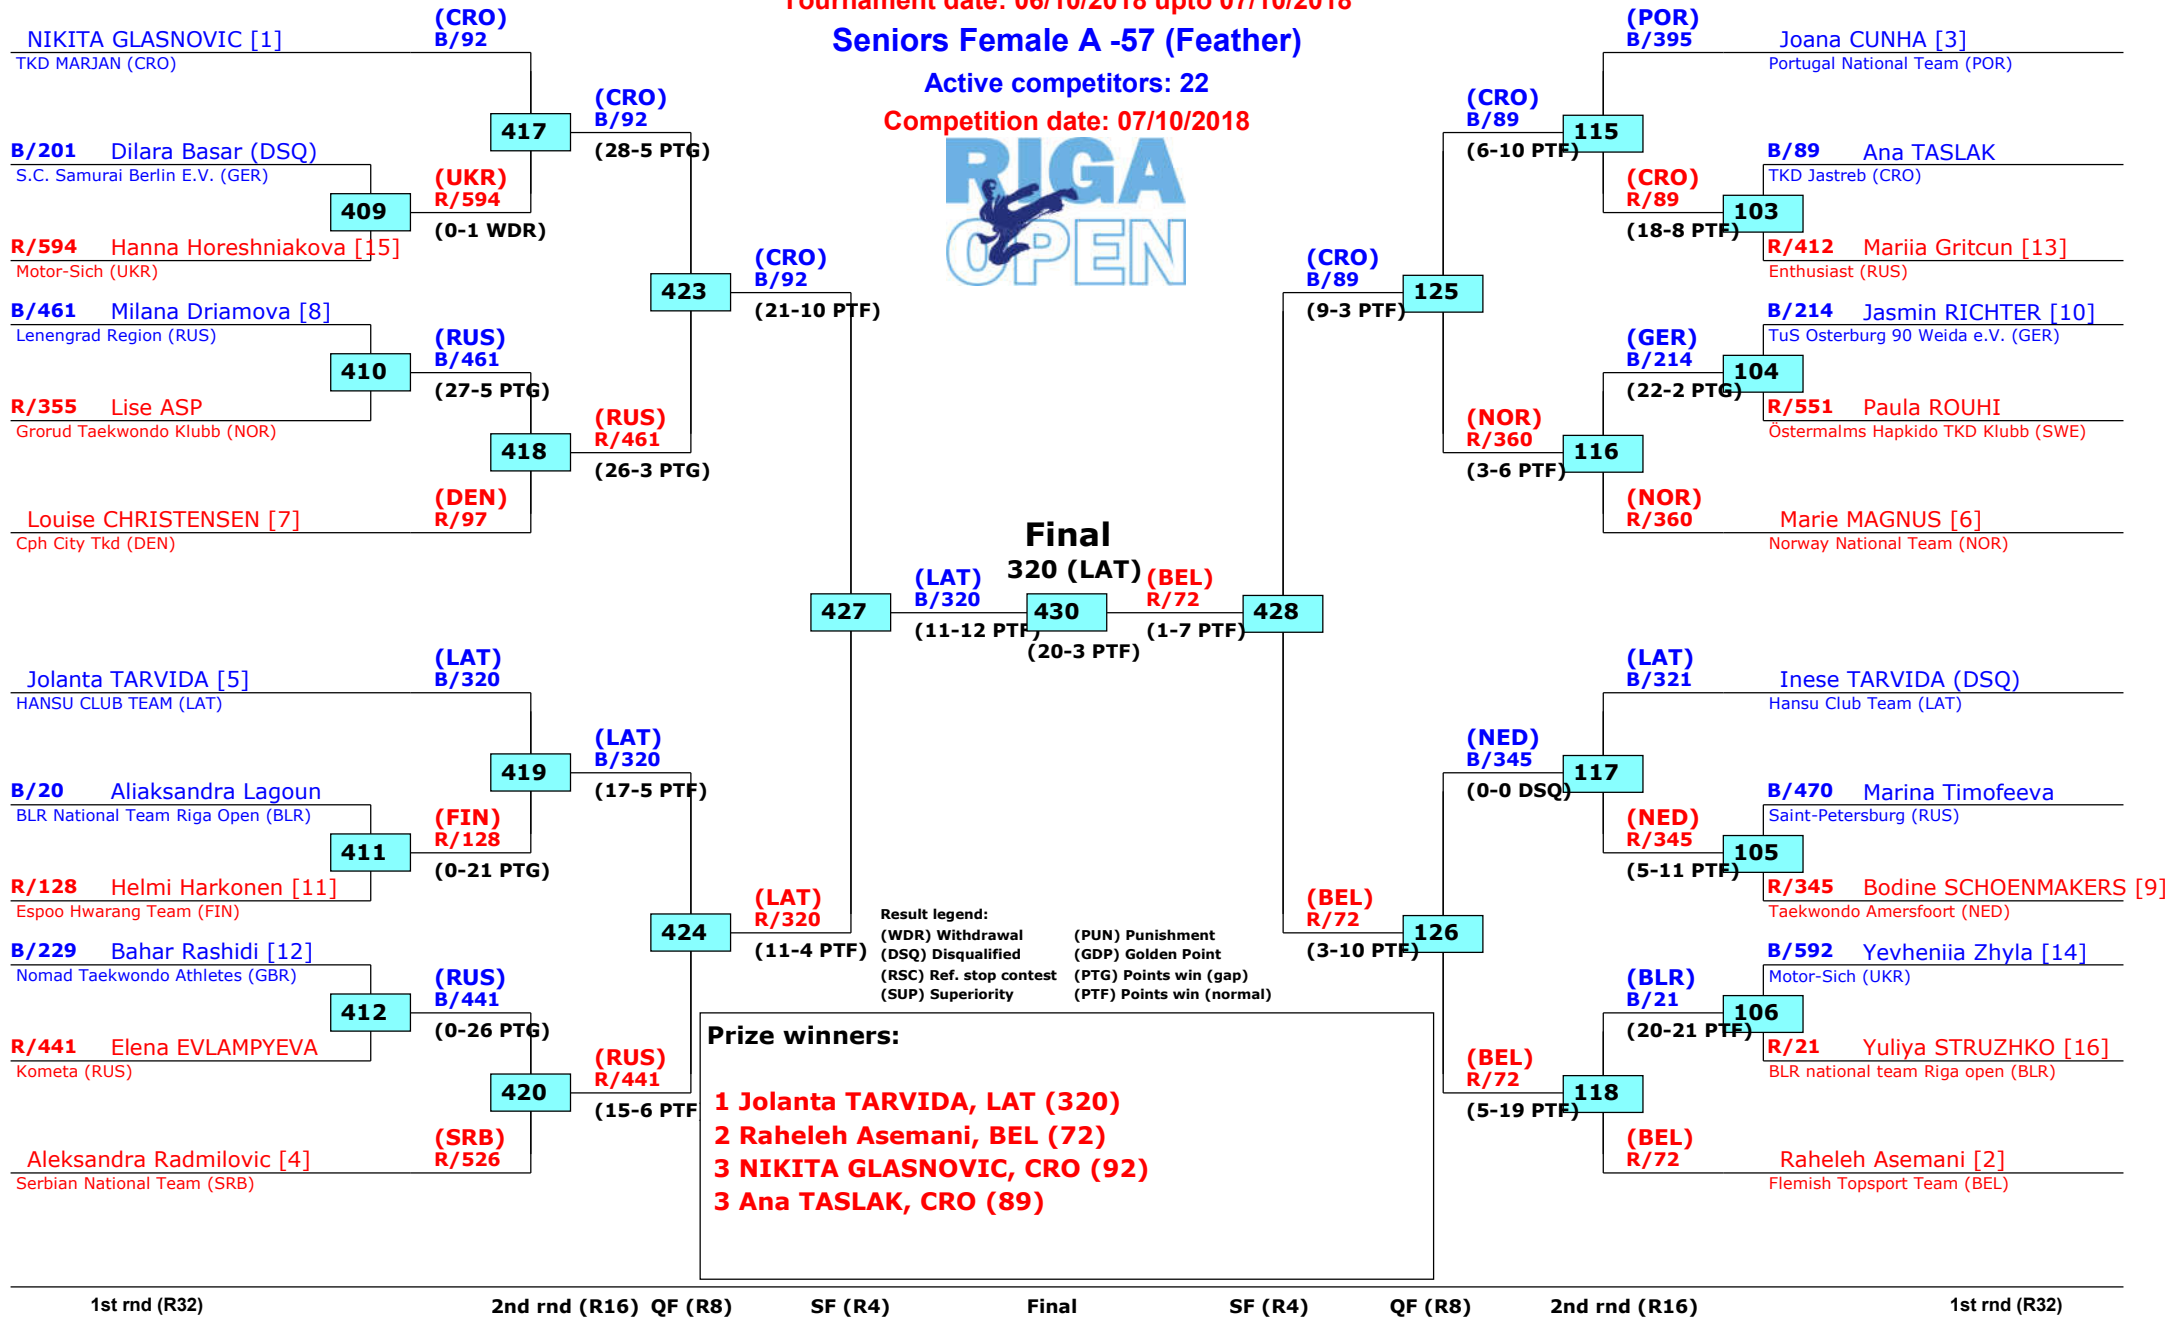 Tournament date: 06/10/2018 upto 07/10/2018
Seniors Female A -57 (Feather)
Active competitors: 22
Competition date: 07/10/2018
RIGA
OPEN
NIKITA GLASNOVIC [1]
TKD MARJAN (CRO)
(CRO)
B/92
B/201 Dilara Basar (DSQ)
S.C. Samurai Berlin E.V. (GER)
409
R/594 Hanna Horeshniakova [15]
Motor-Sich (UKR)
(UKR)
R/594
(0-1 WDR)
417
(CRO)
B/92
(28-5 PTG)
B/461 Milana Driamova [8]
Lenengrad Region (RUS)
410
R/355 Lise ASP
Grorud Taekwondo Klubb (NOR)
(RUS)
B/461
(27-5 PTG)
418
(RUS)
R/461
(26-3 PTG)
Louise CHRISTENSEN [7]
Cph City Tkd (DEN)
(DEN)
R/97
423
(CRO)
B/92
(21-10 PTF)
Jolanta TARVIDA [5]
HANSU CLUB TEAM (LAT)
(LAT)
B/320
B/20 Aliaksandra Lagoun
BLR National Team Riga Open (BLR)
411
R/128 Helmi Harkonen [11]
Espoo Hwarang Team (FIN)
(FIN)
R/128
(0-21 PTG)
419
(LAT)
B/320
(17-5 PTF)
B/229 Bahar Rashidi [12]
Nomad Taekwondo Athletes (GBR)
412
R/441 Elena EVLAMPYEVA
Kometa (RUS)
(RUS)
B/441
(0-26 PTG)
420
(RUS)
R/441
(15-6 PTF
Aleksandra Radmilovic [4]
Serbian National Team (SRB)
(SRB)
R/526
424
(LAT)
R/320
(11-4 PTF)
427
(LAT)
B/320
(11-12 PTF)
Final
320 (LAT)
430
(20-3 PTF)
(BEL)
R/72
(1-7 PTF)
428
(POR)
B/395
Joana CUNHA [3]
Portugal National Team (POR)
(CRO)
B/89
(6-10 PTF)
115
B/89 Ana TASLAK
TKD Jastreb (CRO)
(CRO)
R/89
(18-8 PTF)
103
R/412 Mariia Gritcun [13]
Enthusiast (RUS)
(CRO)
B/89
(9-3 PTF)
125
B/214 Jasmin RICHTER [10]
TuS Osterburg 90 Weida e.V. (GER)
(GER)
B/214
(22-2 PTG)
104
R/551 Paula ROUHI
Östermalms Hapkido TKD Klubb (SWE)
(NOR)
R/360
(3-6 PTF)
116
(NOR)
R/360
Marie MAGNUS [6]
Norway National Team (NOR)
(LAT)
B/321
Inese TARVIDA (DSQ)
Hansu Club Team (LAT)
(NED)
B/345
(0-0 DSQ)
117
B/470 Marina Timofeeva
Saint-Petersburg (RUS)
(NED)
R/345
(5-11 PTF)
105
R/345 Bodine SCHOENMAKERS [9]
Taekwondo Amersfoort (NED)
(BEL)
R/72
(3-10 PTF)
126
B/592 Yevheniia Zhyla [14]
Motor-Sich (UKR)
(BLR)
B/21
(20-21 PTF)
106
R/21 Yuliya STRUZHKO [16]
BLR national team Riga open (BLR)
(BEL)
R/72
(5-19 PTF)
118
(BEL)
R/72
Raheleh Asemani [2]
Flemish Topsport Team (BEL)
Result legend:
(WDR) Withdrawal (PUN) Punishment
(DSQ) Disqualified (GDP) Golden Point
(RSC) Ref. stop contest (PTG) Points win (gap)
(SUP) Superiority (PTF) Points win (normal)
Prize winners:
1 Jolanta TARVIDA, LAT (320)
2 Raheleh Asemani, BEL (72)
3 NIKITA GLASNOVIC, CRO (92)
3 Ana TASLAK, CRO (89)
1st rnd (R32) 2nd rnd (R16) QF (R8) SF (R4) Final SF (R4) QF (R8) 2nd rnd (R16) 1st rnd (R32)